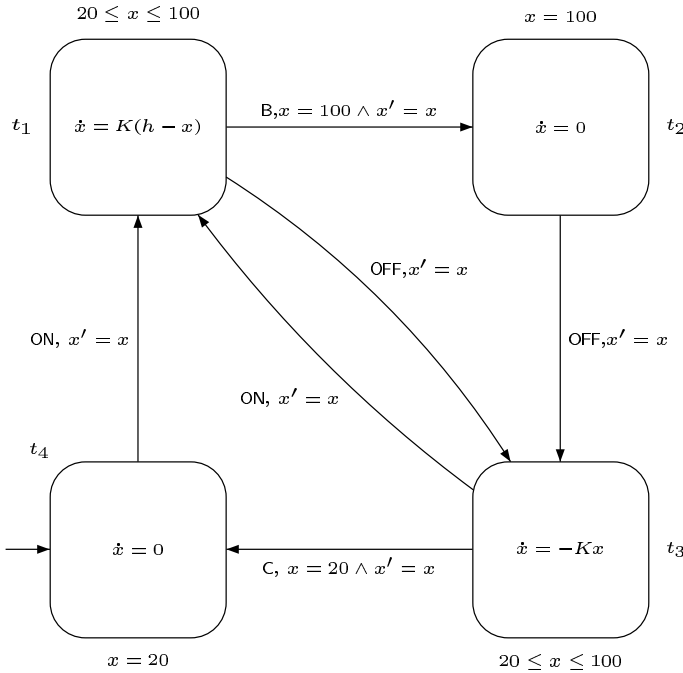 20 ≤ x ≤ 100
x = 100
t₁
ẋ = K(h − x)
B,x = 100 ∧ x′ = x
ẋ = 0
t₂
OFF,x′ = x
ON, x′ = x
OFF,x′ = x
ON, x′ = x
t₄
ẋ = 0
C, x = 20 ∧ x′ = x
ẋ = −Kx
t₃
x = 20
20 ≤ x ≤ 100